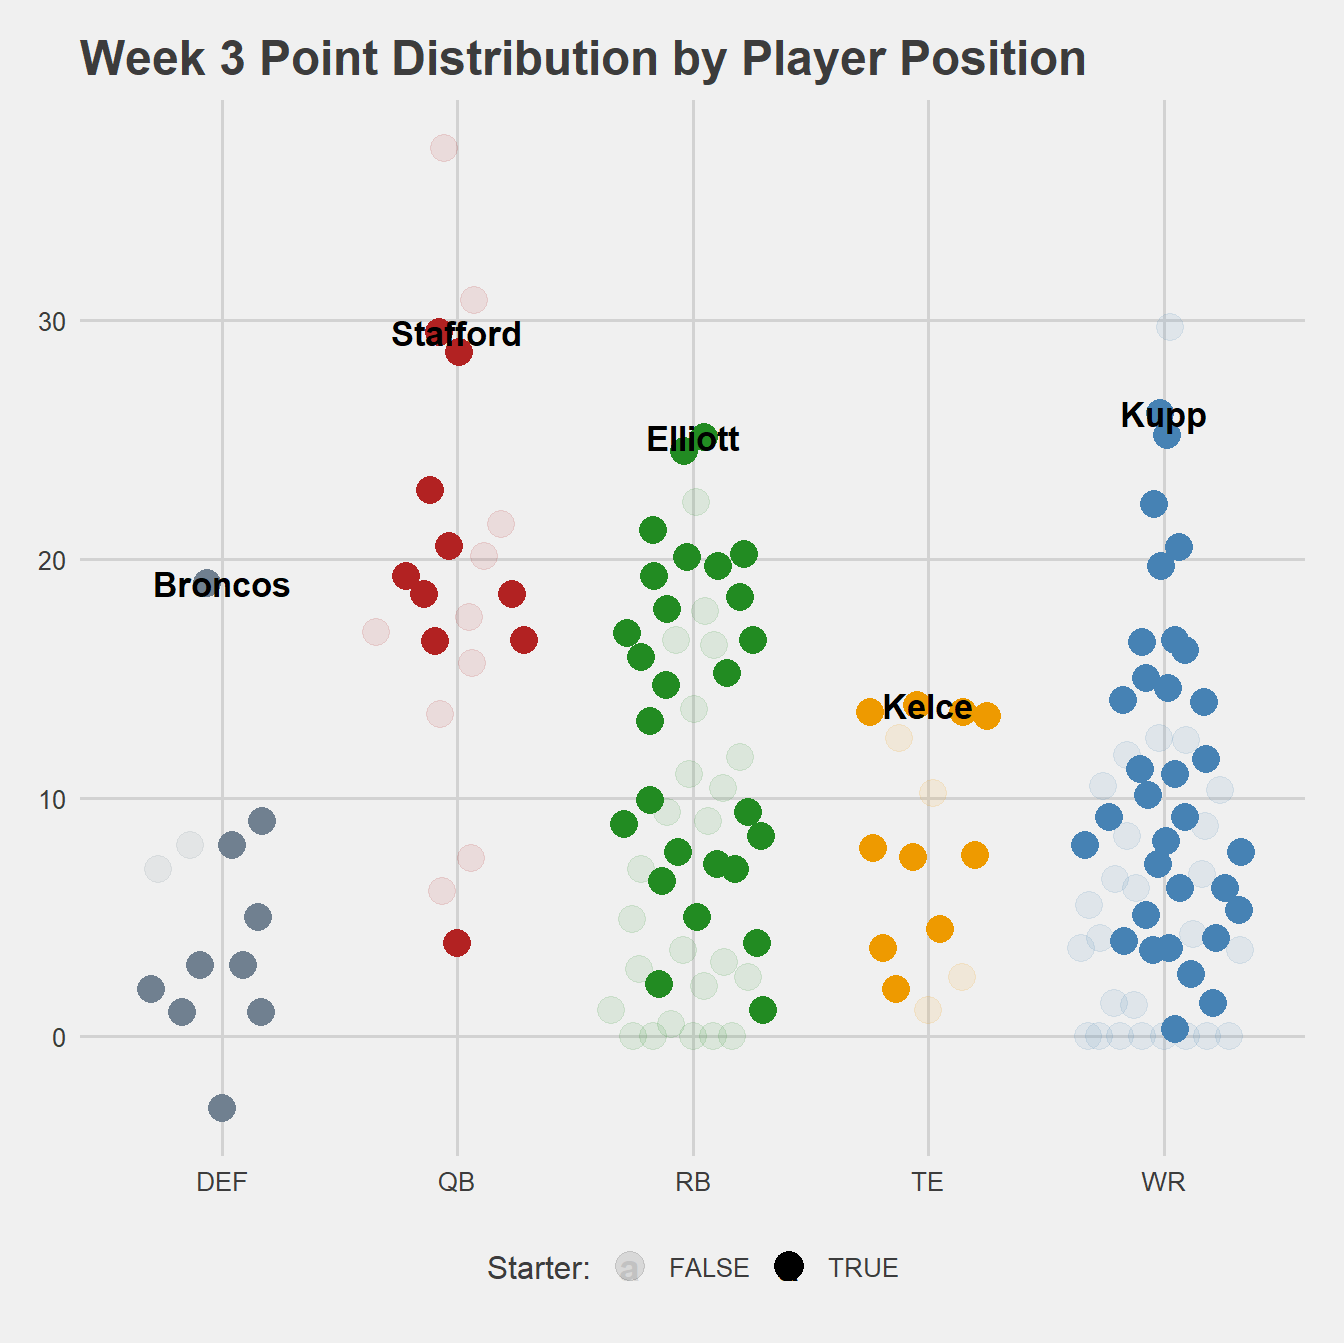 Week 3 Point Distribution by Player Position
30
20
10
0
Stafford
Elliott
Kupp
Broncos
Kelce
DEF QB RB TE WR
Starter: a FALSE TRUE